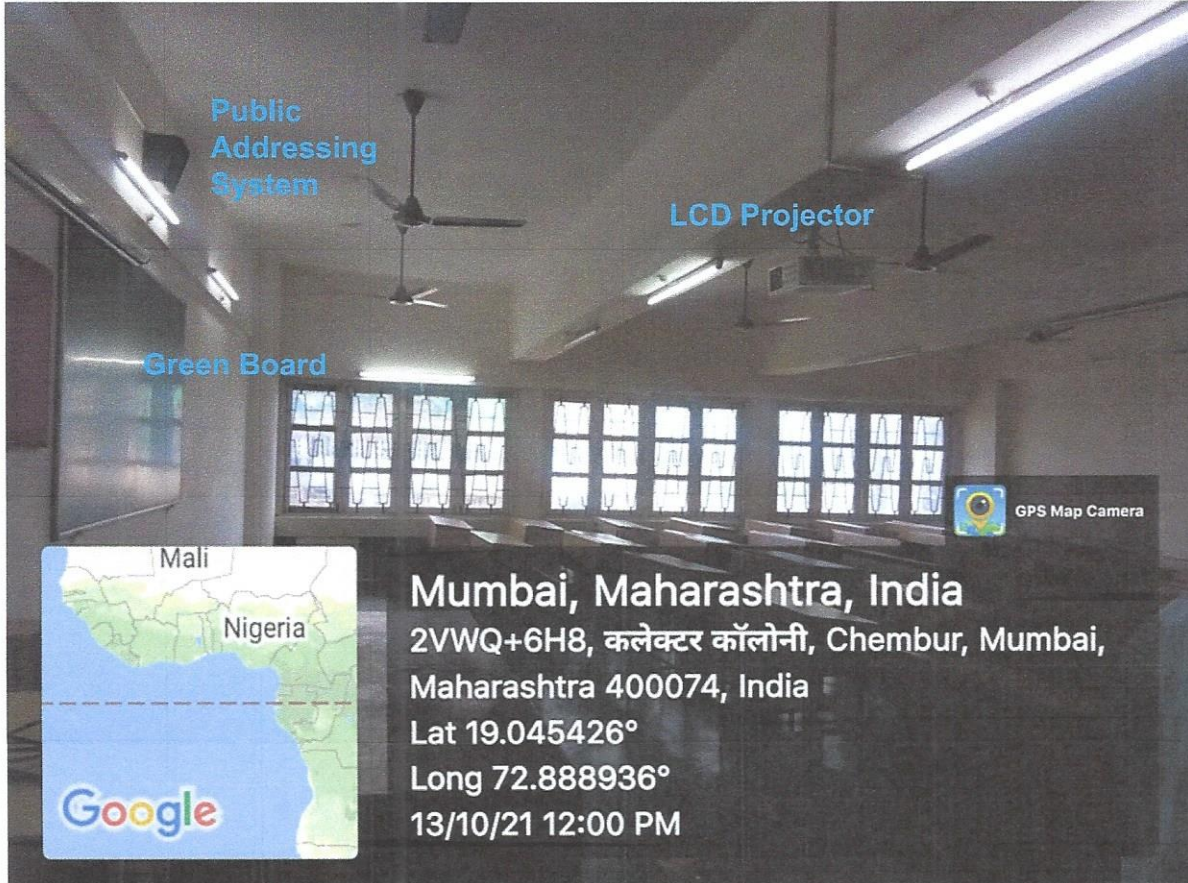 Public
Addressing
System
LCD Projector
Green Board
GPS Map Camera
Mali
Nigeria
Google
Mumbai, Maharashtra, India
2VWQ+6H8, कलेक्टर कॉलोनी, Chembur, Mumbai,
Maharashtra 400074, India
Lat 19.045426°
Long 72.888936°
13/10/21 12:00 PM